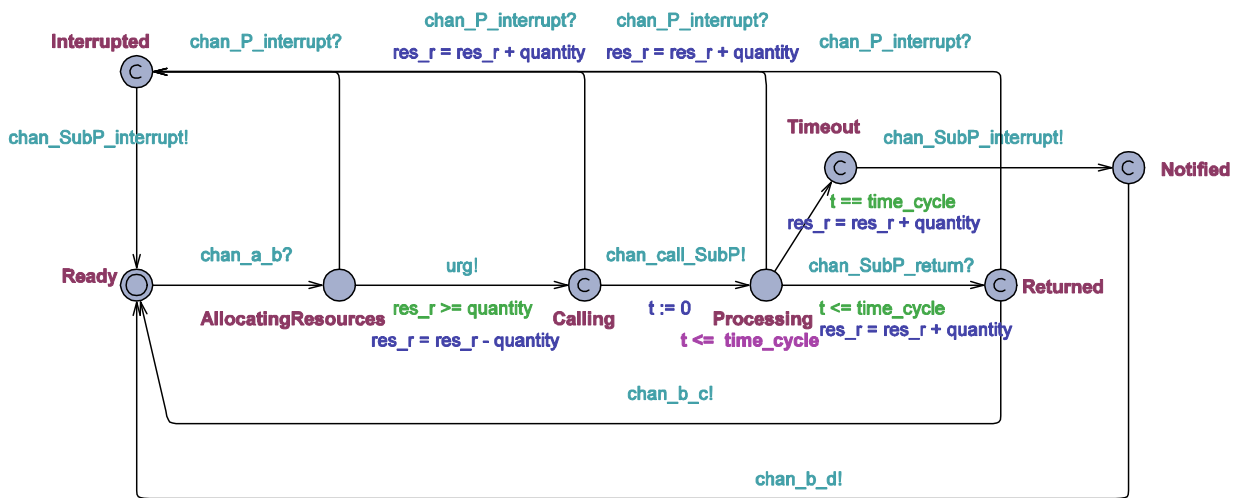 chan_P_interrupt?
chan_P_interrupt?
Interrupted
chan_P_interrupt?
chan_P_interrupt?
res_r = res_r + quantity
res_r = res_r + quantity
C
Timeout
chan_SubP_interrupt!
chan_SubP_interrupt!
C
C
Notified
t == time_cycle
res_r = res_r + quantity
chan_a_b?
chan_call_SubP!
urg!
chan_SubP_return?
Ready
C
C
Returned
res_r >= quantity
t := 0
t <= time_cycle
AllocatingResources
Calling
Processing
res_r = res_r + quantity
res_r = res_r - quantity
t <= time_cycle
chan_b_c!
chan_b_d!